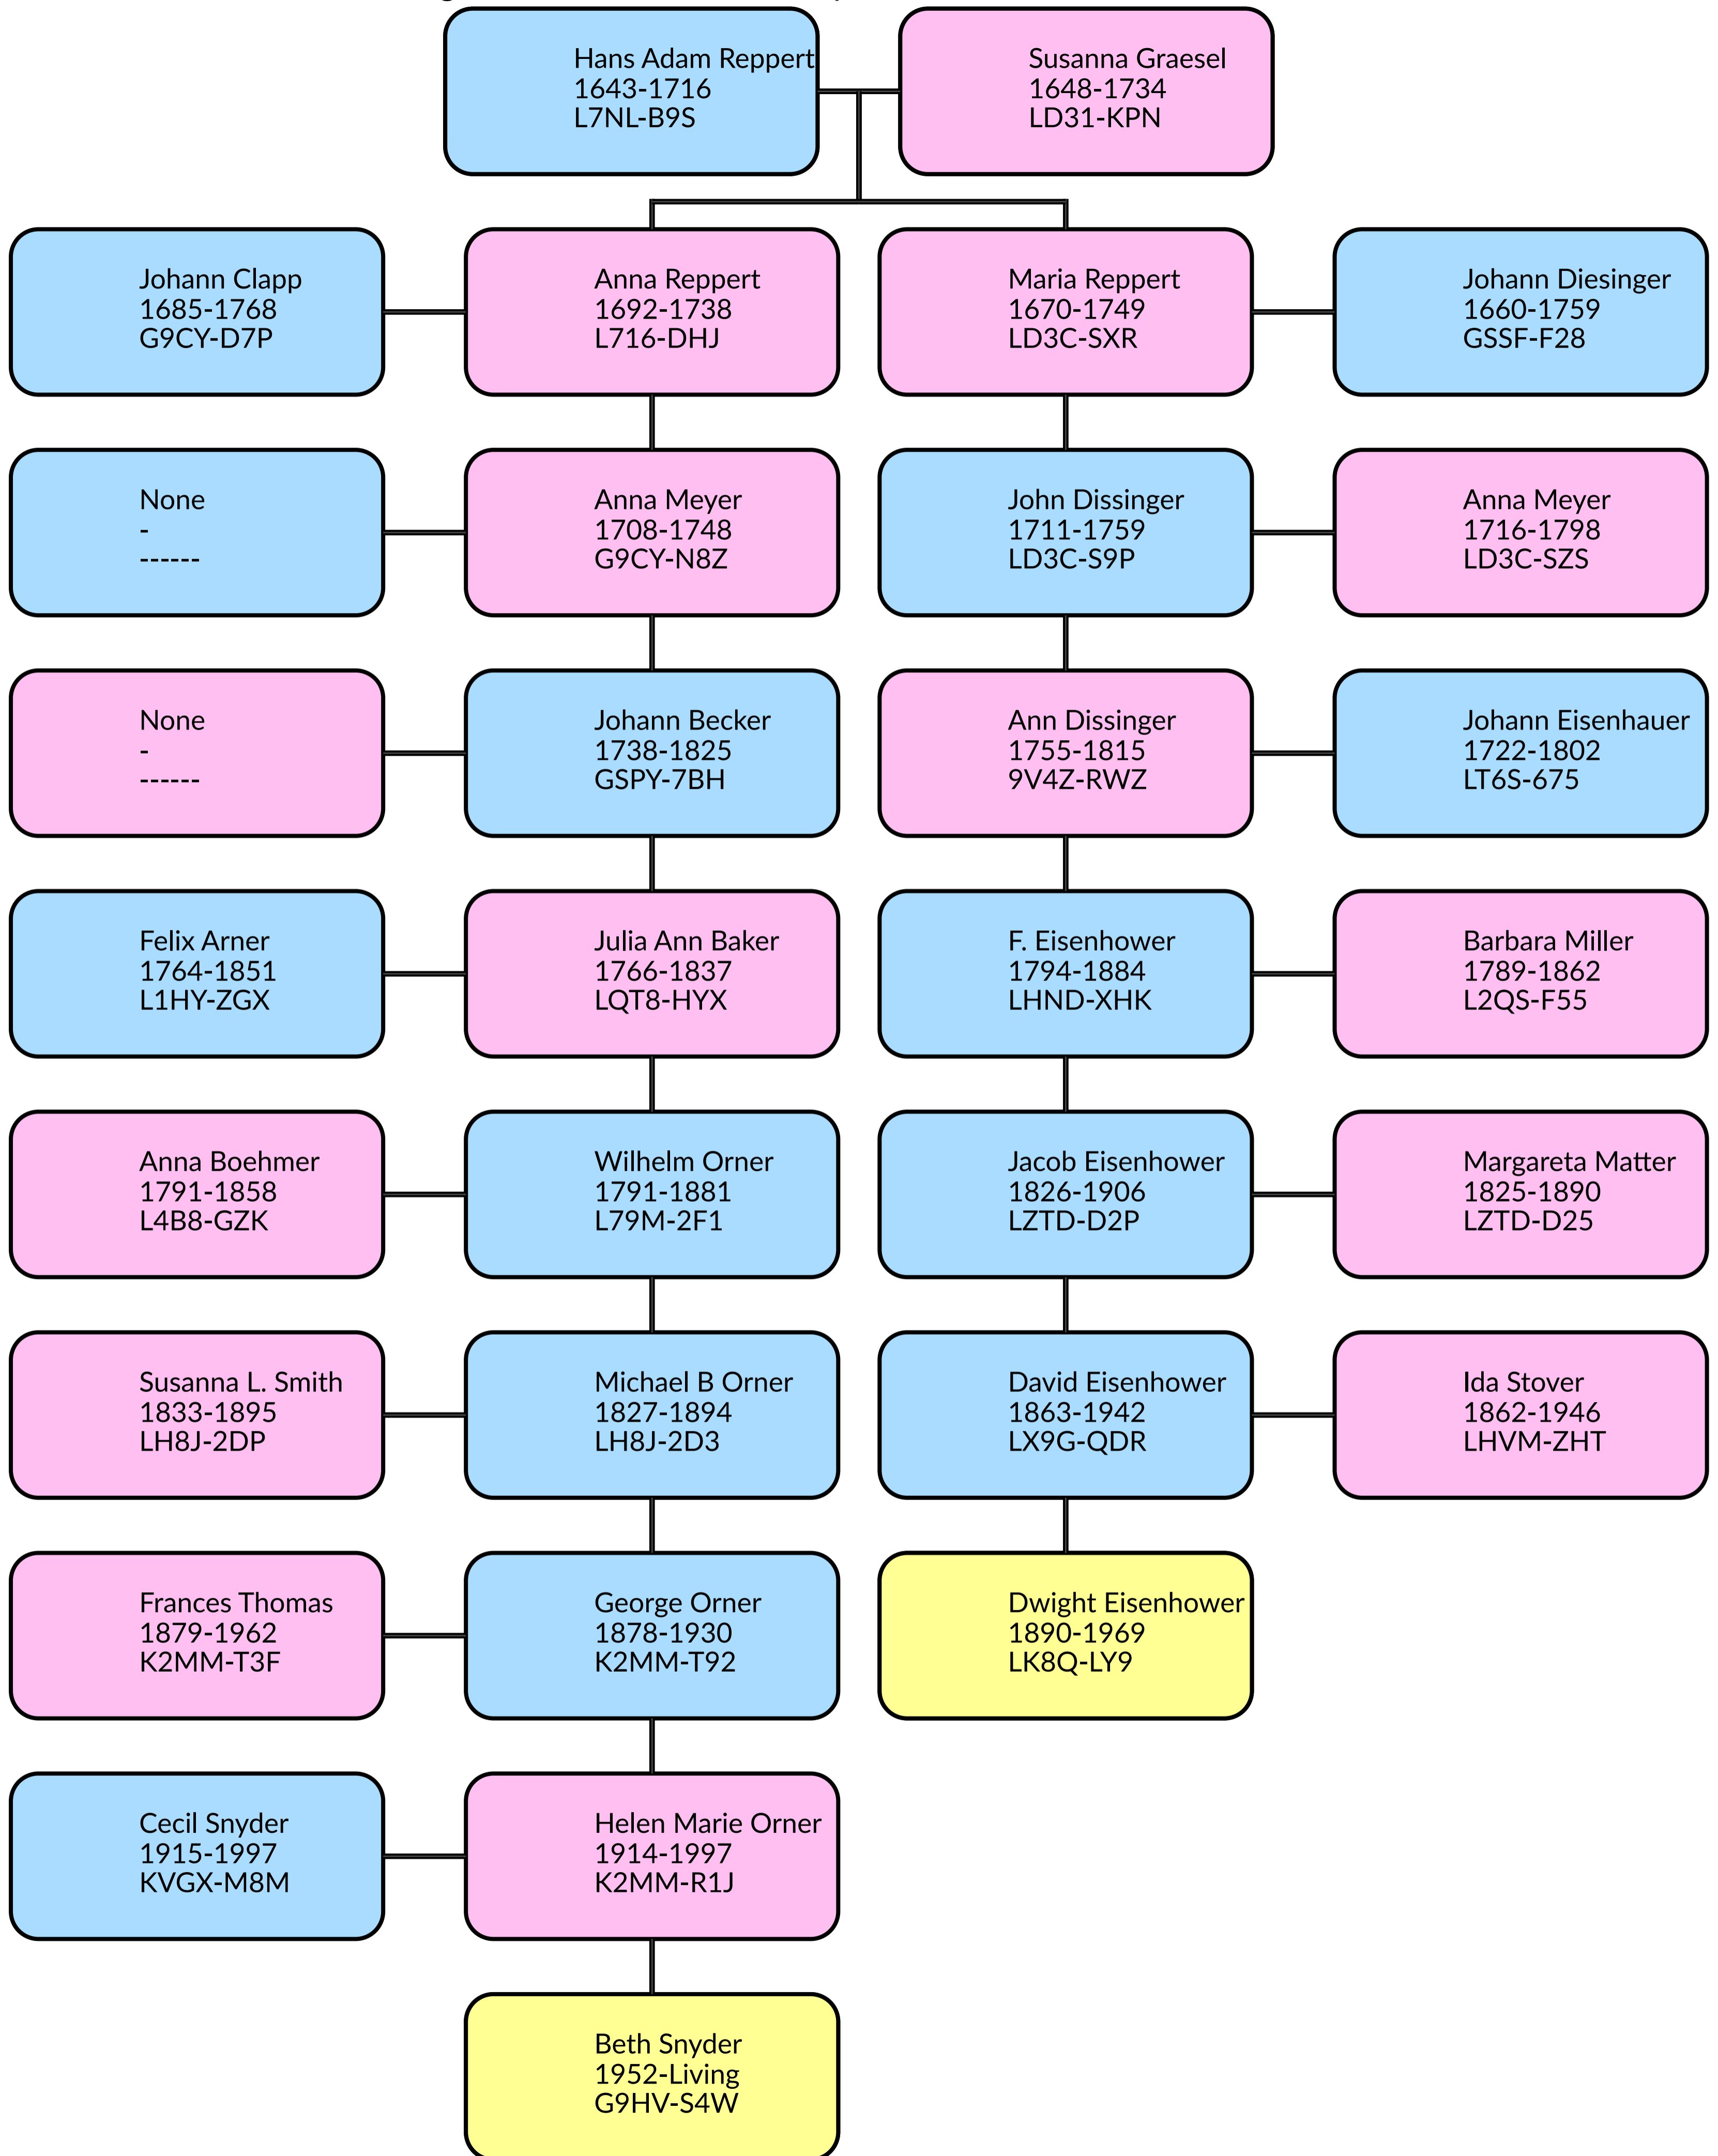 Hans Adam Reppert
1643-1716
L7NL-B9S
Susanna Graesel
1648-1734
LD31-KPN
Johann Clapp
1685-1768
G9CY-D7P
Anna Reppert
1692-1738
L716-DHJ
Maria Reppert
1670-1749
LD3C-SXR
Johann Diesinger
1660-1759
GSSF-F28
None
-
------
Anna Meyer
1708-1748
G9CY-N8Z
John Dissinger
1711-1759
LD3C-S9P
Anna Meyer
1716-1798
LD3C-SZS
None
-
------
Johann Becker
1738-1825
GSPY-7BH
Ann Dissinger
1755-1815
9V4Z-RWZ
Johann Eisenhauer
1722-1802
LT6S-675
Felix Arner
1764-1851
L1HY-ZGX
Julia Ann Baker
1766-1837
LQT8-HYX
F. Eisenhower
1794-1884
LHND-XHK
Barbara Miller
1789-1862
L2QS-F55
Anna Boehmer
1791-1858
L4B8-GZK
Wilhelm Orner
1791-1881
L79M-2F1
Jacob Eisenhower
1826-1906
LZTD-D2P
Margareta Matter
1825-1890
LZTD-D25
Susanna L. Smith
1833-1895
LH8J-2DP
Michael B Orner
1827-1894
LH8J-2D3
David Eisenhower
1863-1942
LX9G-QDR
Ida Stover
1862-1946
LHVM-ZHT
Frances Thomas
1879-1962
K2MM-T3F
George Orner
1878-1930
K2MM-T92
Dwight Eisenhower
1890-1969
LK8Q-LY9
Cecil Snyder
1915-1997
KVGX-M8M
Helen Marie Orner
1914-1997
K2MM-R1J
Beth Snyder
1952-Living
G9HV-S4W